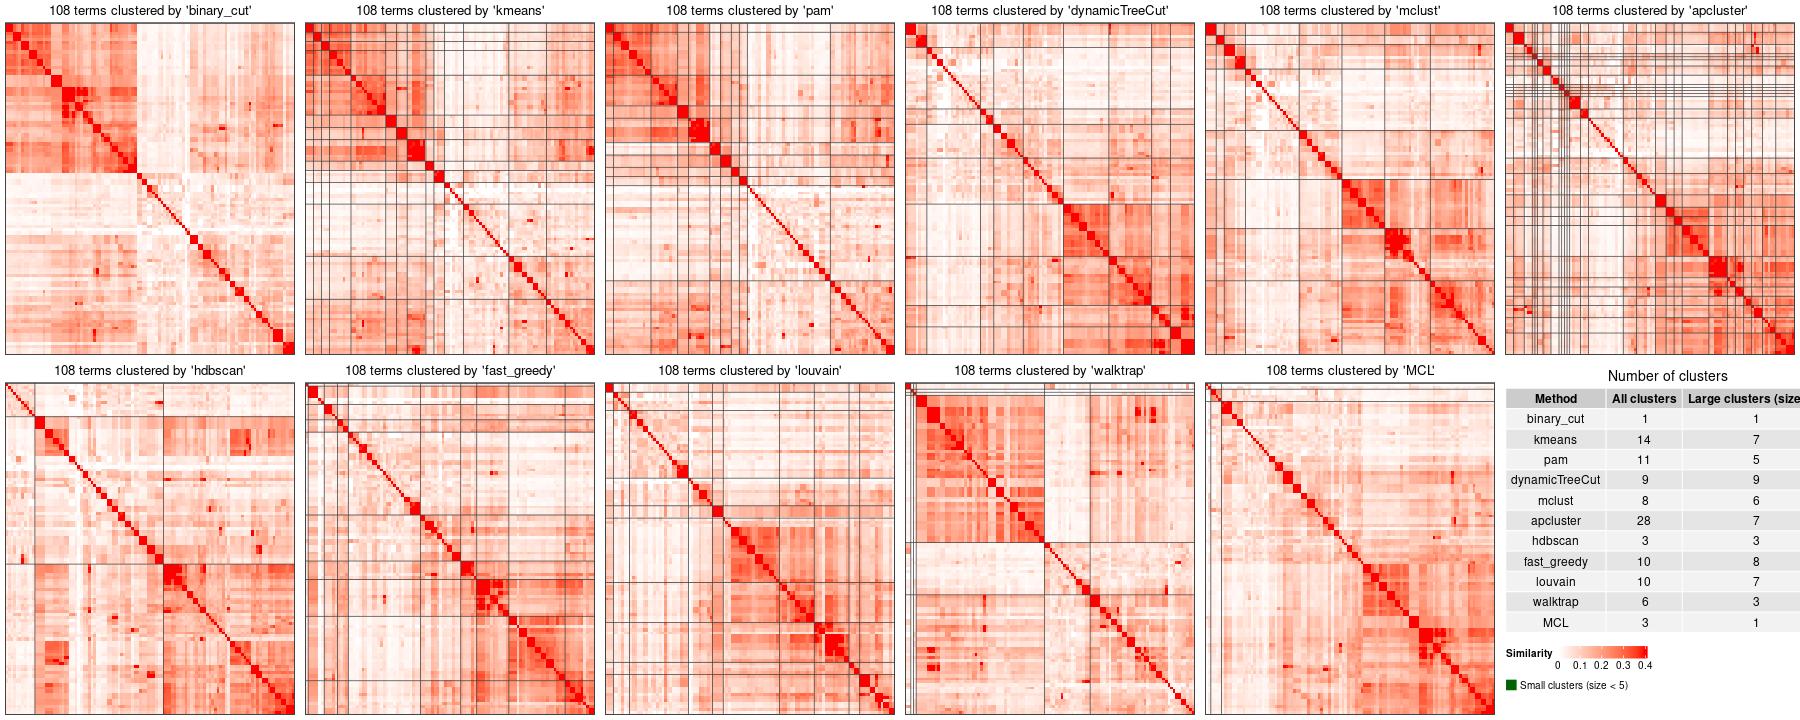 108 terms clustered by 'binary_cut'
108 terms clustered by 'kmeans'
108 terms clustered by 'pam'
108 terms clustered by 'dynamicTreeCut'
108 terms clustered by 'mclust'
108 terms clustered by 'apcluster'
108 terms clustered by 'hdbscan'
108 terms clustered by 'fast_greedy'
108 terms clustered by 'louvain'
108 terms clustered by 'walktrap'
108 terms clustered by 'MCL'
Number of clusters
Method All clusters Large clusters (size
binary_cut 1 1
kmeans 14 7
pam 11 5
dynamicTreeCut 9 9
mclust 8 6
apcluster 28 7
hdbscan 3 3
fast_greedy 10 8
louvain 10 7
walktrap 6 3
MCL 3 1
Similarity
0 0.1 0.2 0.3 0.4
Small clusters (size < 5)